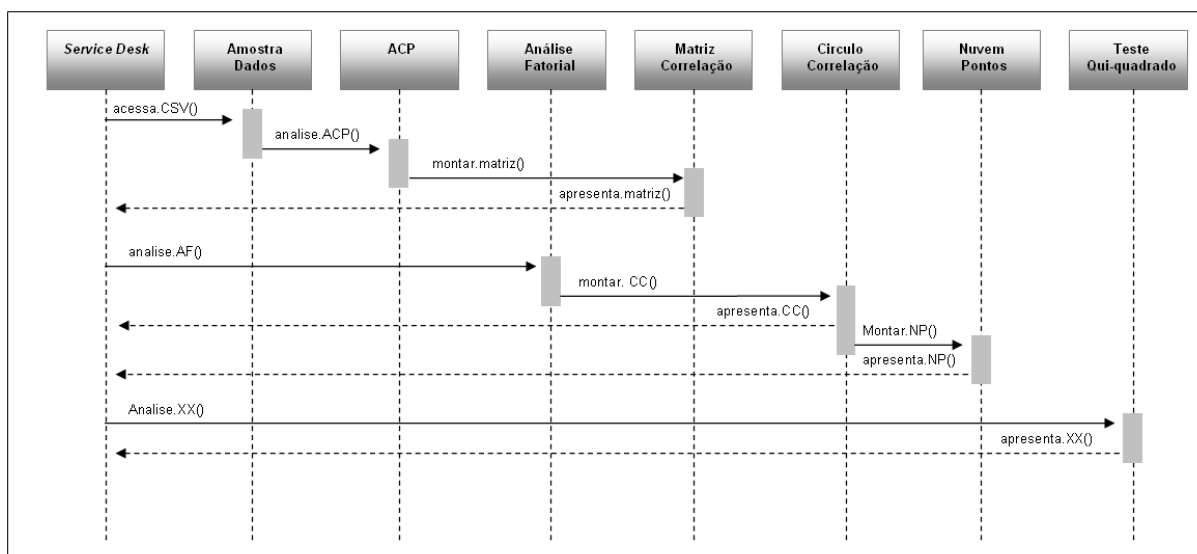 Service Desk
Amostra
Dados
ACP
Análise
Fatorial
Matriz
Correlação
Circulo
Correlação
Nuvem
Pontos
Teste
Qui-quadrado
acessa.CSV()
analise.ACP()
montar.matriz()
apresenta.matriz()
analise.AF()
montar. CC()
apresenta.CC()
Montar.NP()
apresenta.NP()
Analise.XX()
apresenta.XX()